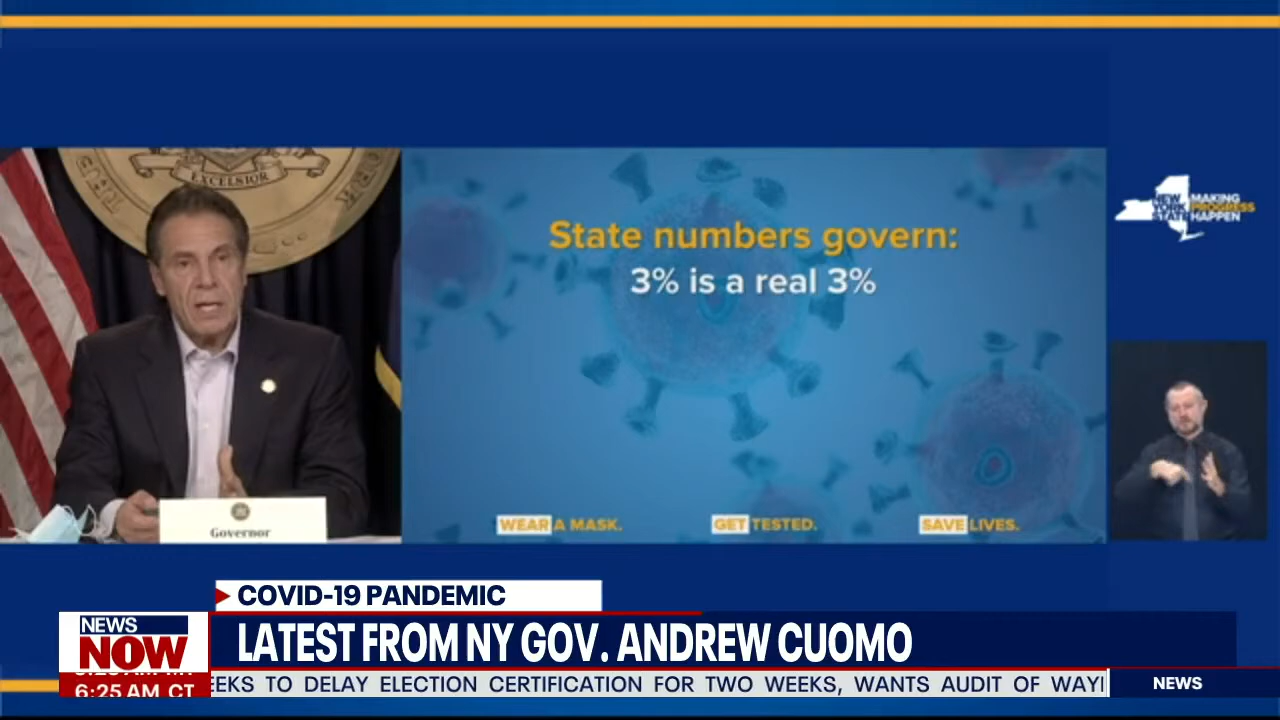 EXCELSIOR
State numbers govern:
3% is a real 3%
WEAR A MASK.
GET TESTED.
SAVE LIVES.
Governor
NEW YORK STATE
MAKING PROGRESS HAPPEN
COVID-19 PANDEMIC
NEWS NOW
LATEST FROM NY GOV. ANDREW CUOMO
6:25 AM CT
EEKS TO DELAY ELECTION CERTIFICATION FOR TWO WEEKS, WANTS AUDIT OF WAY
NEWS